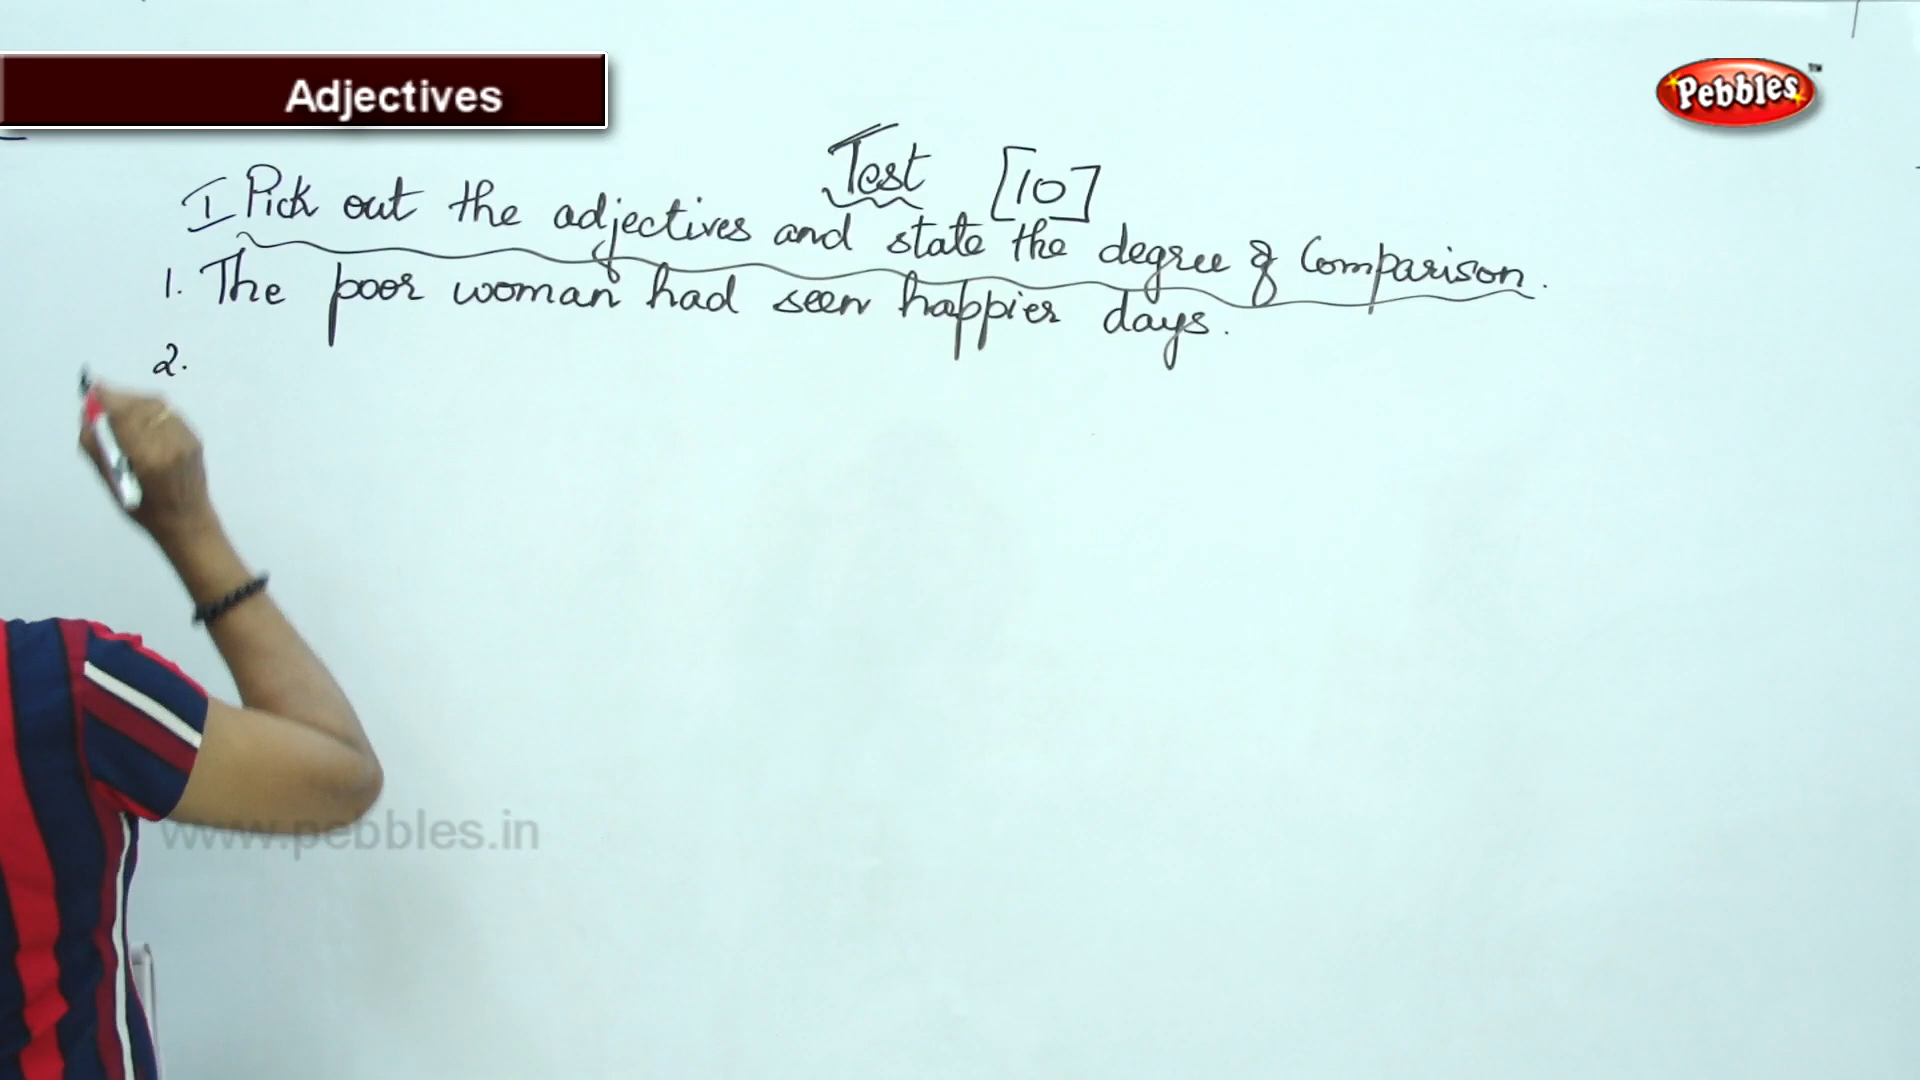 Adjectives
Pebbles™
Test [10]
I Pick out the adjectives and state the degree of Comparison.
1. The poor woman had seen happier days.
2.
www.pebbles.in